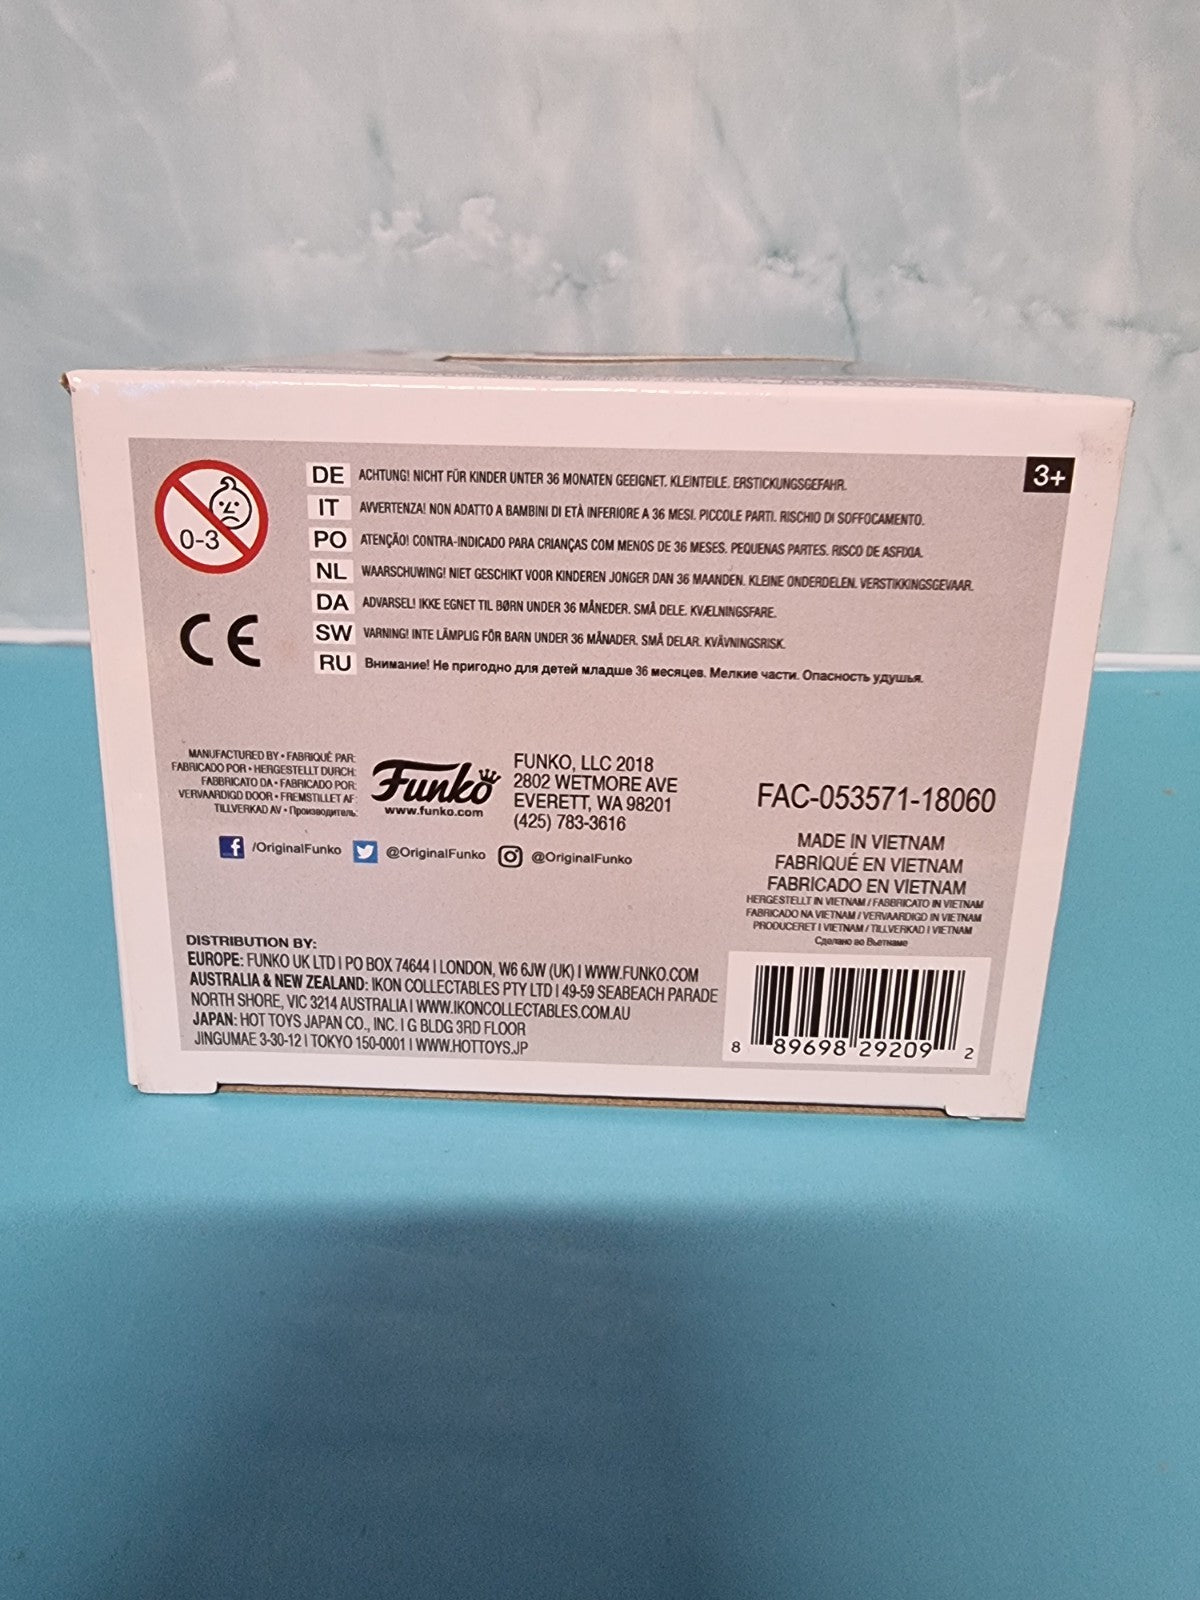 0-3
3+
DE ACHTUNG! NICHT FÜR KINDER UNTER 36 MONATEN GEEIGNET. KLEINTEILE. ERSTICKUNGSGEFAHR.
IT AVVERTENZA! NON ADATTO A BAMBINI DI ETÀ INFERIORE A 36 MESI. PICCOLE PARTI. RISCHIO DI SOFFOCAMENTO.
PO ATENÇÃO! CONTRA-INDICADO PARA CRIANÇAS COM MENOS DE 36 MESES. PEQUENAS PARTES. RISCO DE ASFIXIA.
NL WAARSCHUWING! NIET GESCHIKT VOOR KINDEREN JONGER DAN 36 MAANDEN. KLEINE ONDERDELEN. VERSTIKKINGSGEVAAR.
DA ADVARSEL! IKKE EGNET TIL BØRN UNDER 36 MÅNEDER. SMÅ DELE. KVÆLNINGSFARE.
SW VARNING! INTE LÄMPLIG FÖR BARN UNDER 36 MÅNADER. SMÅ DELAR. KVÄVNINGSRISK.
RU Внимание! Не пригодно для детей младше 36 месяцев. Мелкие части. Опасность удушья.
CE
MANUFACTURED BY • FABRIQUÉ PAR:
FABRICADO POR • HERGESTELLT DURCH:
FABBRICATO DA • FABRICADO POR:
VERVAARDIGD DOOR • FREMSTILLET AF:
TILLVERKAD AV • Производитель:
Funko
www.funko.com
FUNKO, LLC 2018
2802 WETMORE AVE
EVERETT, WA 98201
(425) 783-3616
/OriginalFunko @OriginalFunko @OriginalFunko
FAC-053571-18060
MADE IN VIETNAM
FABRIQUÉ EN VIETNAM
FABRICADO EN VIETNAM
HERGESTELLT IN VIETNAM / FABBRICATO IN VIETNAM
FABRICADO NA VIETNAM / VERVAARDIGD IN VIETNAM
PRODUCERET I VIETNAM / TILLVERKAD I VIETNAM
Сделано во Вьетнаме
DISTRIBUTION BY:
EUROPE: FUNKO UK LTD | PO BOX 74644 | LONDON, W6 6JW (UK) | WWW.FUNKO.COM
AUSTRALIA & NEW ZEALAND: IKON COLLECTABLES PTY LTD | 49-59 SEABEACH PARADE
NORTH SHORE, VIC 3214 AUSTRALIA | WWW.IKONCOLLECTABLES.COM.AU
JAPAN: HOT TOYS JAPAN CO., INC. | G BLDG 3RD FLOOR
JINGUMAE 3-30-12 | TOKYO 150-0001 | WWW.HOTTOYS.JP
8 89698 29209 2